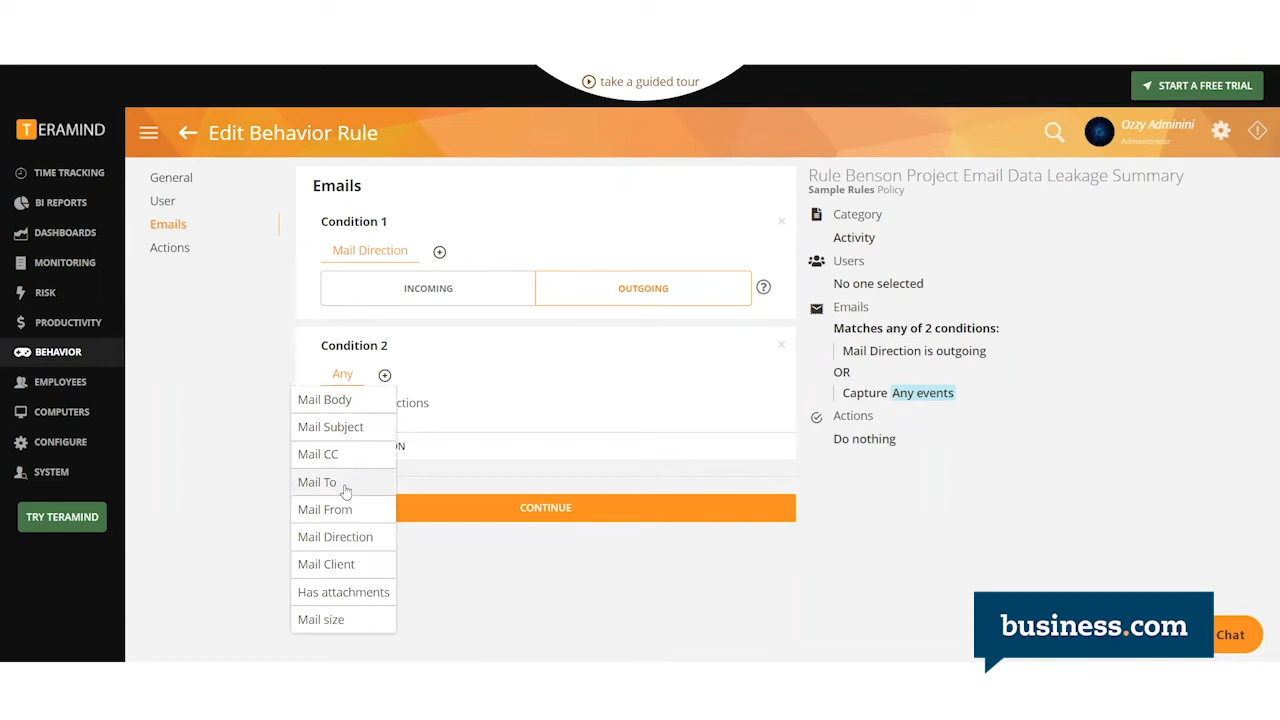 take a guided tour
START A FREE TRIAL
TERAMIND
Edit Behavior Rule
Ozzy Adminini
Administrator
TIME TRACKING
BI REPORTS
DASHBOARDS
MONITORING
RISK
PRODUCTIVITY
BEHAVIOR
EMPLOYEES
COMPUTERS
CONFIGURE
SYSTEM
TRY TERAMIND
General
User
Emails
Actions
Emails
Condition 1
Mail Direction
INCOMING
OUTGOING
Condition 2
Any
Mail Body
Mail Subject
Mail CC
Mail To
Mail From
Mail Direction
Mail Client
Has attachments
Mail size
CONTINUE
Rule Benson Project Email Data Leakage Summary
Sample Rules Policy
Category
Activity
Users
No one selected
Emails
Matches any of 2 conditions:
Mail Direction is outgoing
OR
Capture Any events
Actions
Do nothing
business.com
Chat